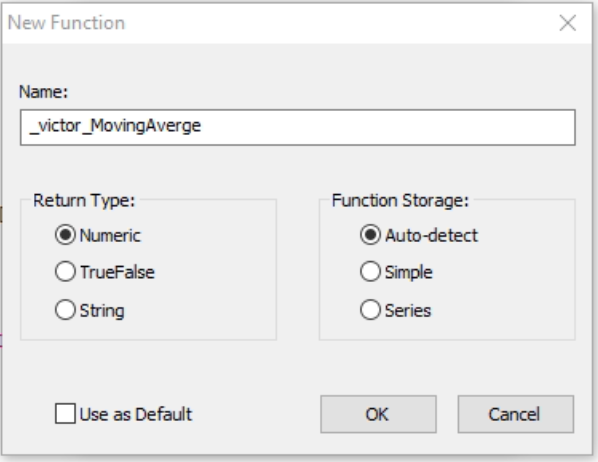 New Function
Name:
_victor_MovingAverge
Return Type:
Numeric
TrueFalse
String
Function Storage:
Auto-detect
Simple
Series
Use as Default
OK
Cancel